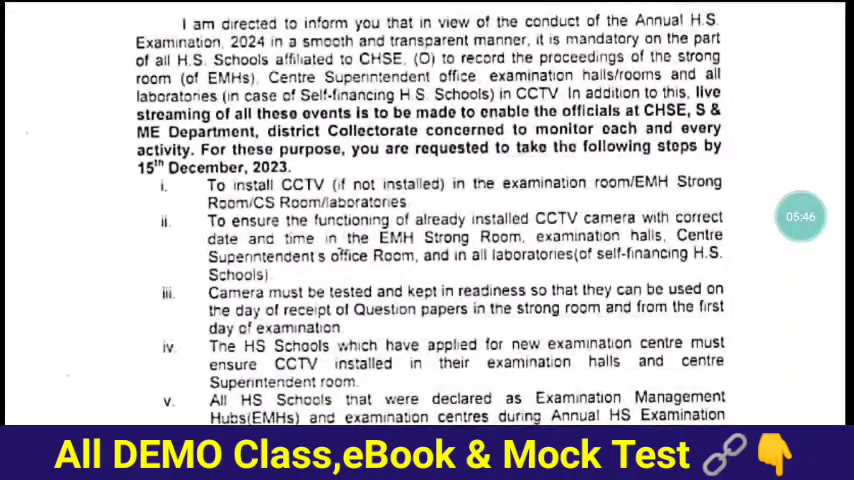 I am directed to inform you that in view of the conduct of the Annual H.S.
Examination, 2024 in a smooth and transparent manner, it is mandatory on the part
of all H.S. Schools affiliated to CHSE, (O) to record the proceedings of the strong
room (of EMHs), Centre Superintendent office, examination halls/rooms and all
laboratories (in case of Self-financing H.S. Schools) in CCTV. In addition to this, live
streaming of all these events is to be made to enable the officials at CHSE, S &
ME Department, district Collectorate concerned to monitor each and every
activity. For these purpose, you are requested to take the following steps by
15th December, 2023.
i. To install CCTV (if not installed) in the examination room/EMH Strong
Room/CS Room/laboratories
ii. To ensure the functioning of already installed CCTV camera with correct
date and time in the EMH Strong Room, examination halls, Centre
Superintendent s office Room, and in all laboratories(of self-financing H.S.
Schools)
iii. Camera must be tested and kept in readiness so that they can be used on
the day of receipt of Question papers in the strong room and from the first
day of examination
05:46
iv. The HS Schools which have applied for new examination centre must
ensure CCTV installed in their examination halls and centre
Superintendent room.
v. All HS Schools that were declared as Examination Management
Hubs(EMHs) and examination centres during Annual HS Examination
All DEMO Class,eBook & Mock Test 🔗👇